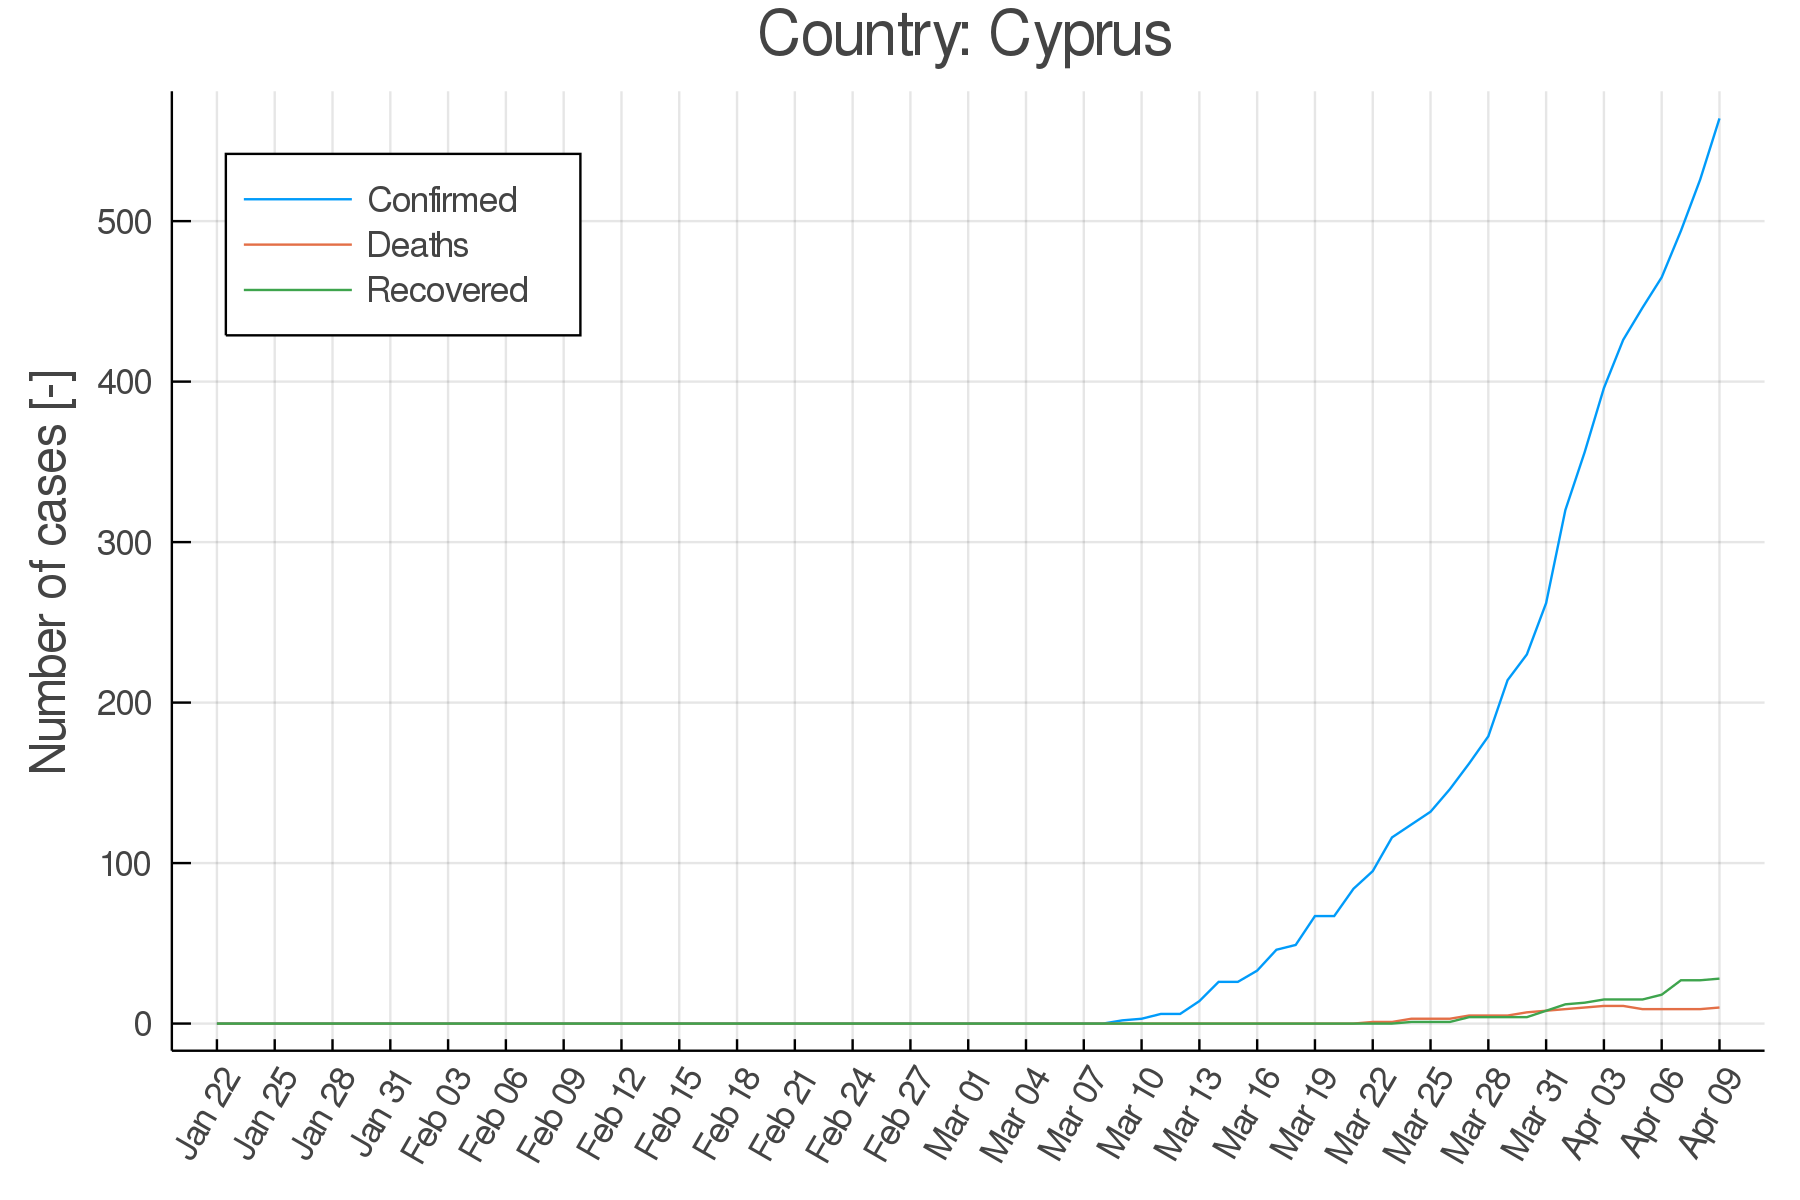 Country: Cyprus
Number of cases [-]
Confirmed
Deaths
Recovered
500
400
300
200
100
0
Jan 22
Jan 25
Jan 28
Jan 31
Feb 03
Feb 06
Feb 09
Feb 12
Feb 15
Feb 18
Feb 21
Feb 24
Feb 27
Mar 01
Mar 04
Mar 07
Mar 10
Mar 13
Mar 16
Mar 19
Mar 22
Mar 25
Mar 28
Mar 31
Apr 03
Apr 06
Apr 09